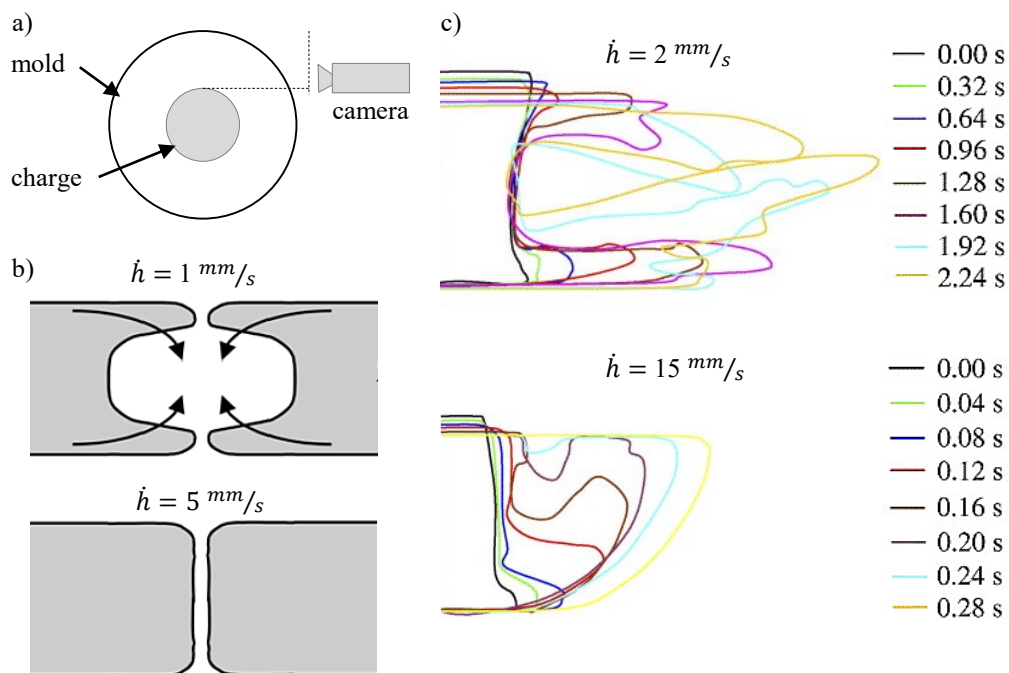 a)
mold
charge
camera
b)
ḣ = 1 mm/s
ḣ = 5 mm/s
c)
ḣ = 2 mm/s
0.00 s
0.32 s
0.64 s
0.96 s
1.28 s
1.60 s
1.92 s
2.24 s
ḣ = 15 mm/s
0.00 s
0.04 s
0.08 s
0.12 s
0.16 s
0.20 s
0.24 s
0.28 s